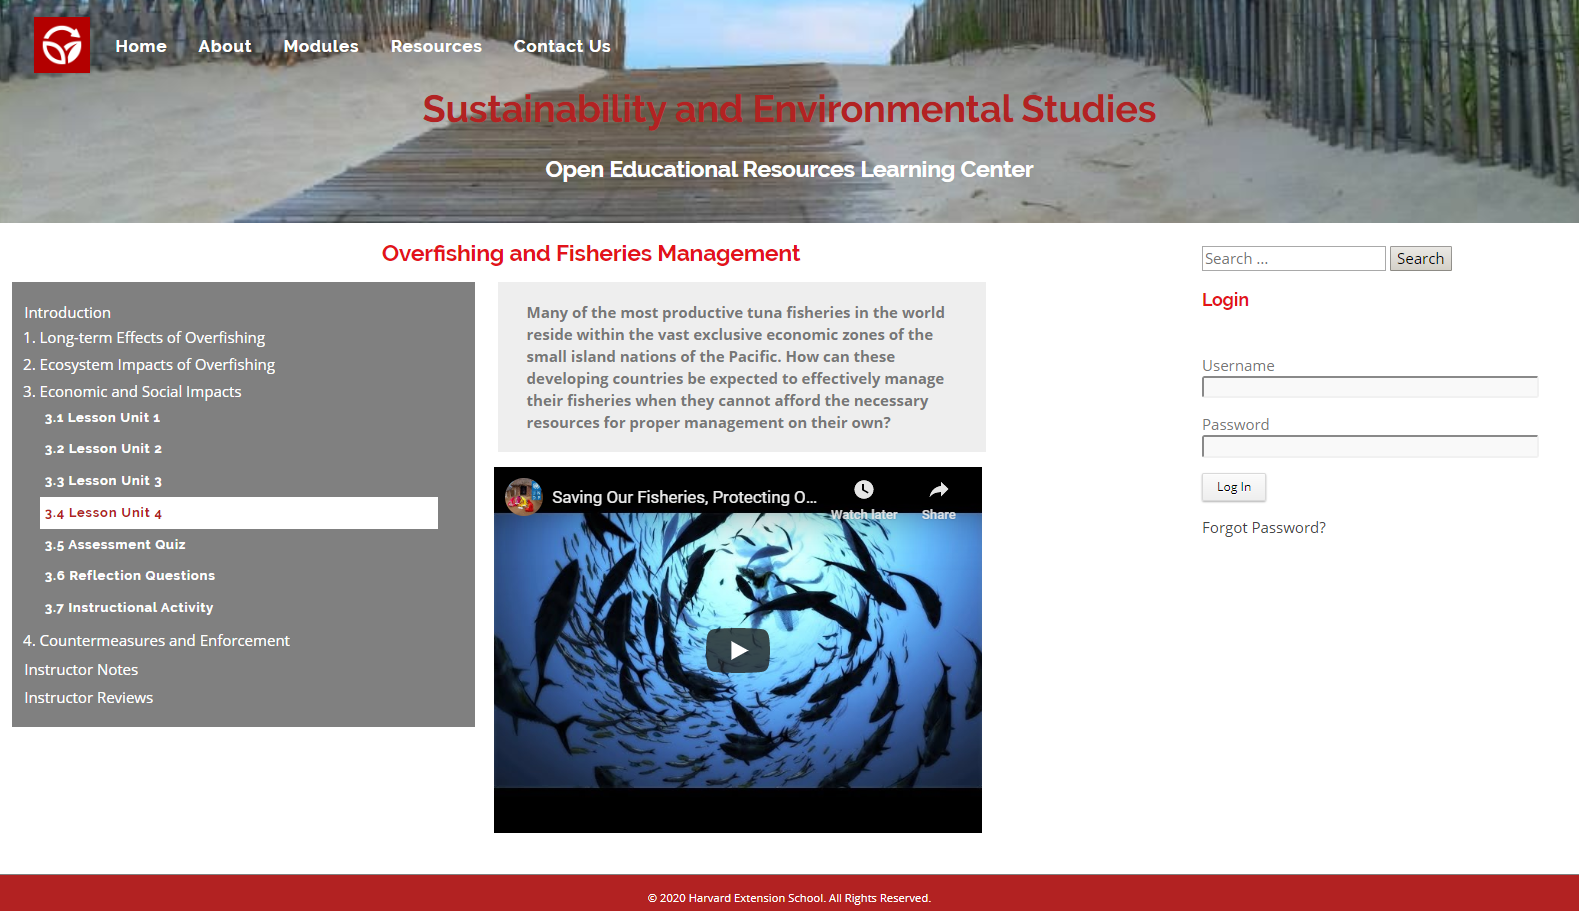 Home About Modules Resources Contact Us
Sustainability and Environmental Studies
Open Educational Resources Learning Center
Overfishing and Fisheries Management
Introduction
1. Long-term Effects of Overfishing
2. Ecosystem Impacts of Overfishing
3. Economic and Social Impacts
3.1 Lesson Unit 1
3.2 Lesson Unit 2
3.3 Lesson Unit 3
3.4 Lesson Unit 4
3.5 Assessment Quiz
3.6 Reflection Questions
3.7 Instructional Activity
4. Countermeasures and Enforcement
Instructor Notes
Instructor Reviews
Many of the most productive tuna fisheries in the world
reside within the vast exclusive economic zones of the
small island nations of the Pacific. How can these
developing countries be expected to effectively manage
their fisheries when they cannot afford the necessary
resources for proper management on their own?
Saving Our Fisheries, Protecting O...
Watch later Share
Search ... Search
Login
Username
Password
Log In
Forgot Password?
© 2020 Harvard Extension School. All Rights Reserved.